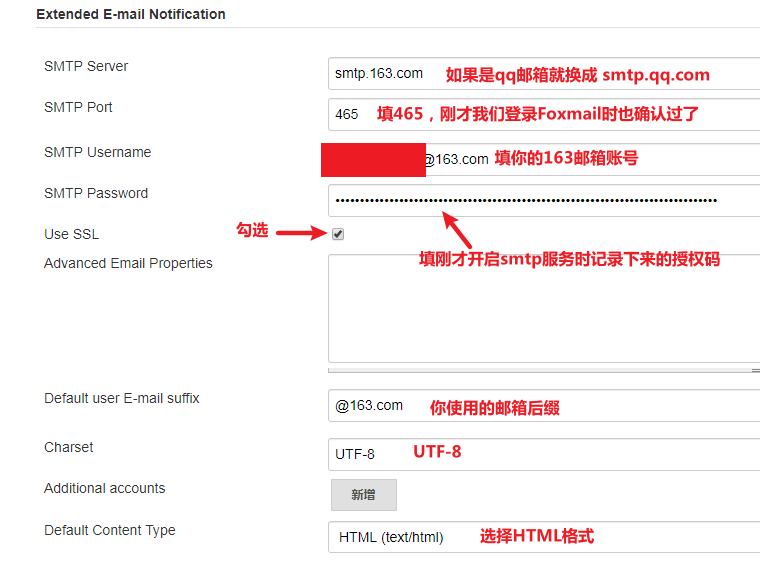 Extended E-mail Notification
SMTP Server
smtp.163.com 如果是qq邮箱就换成 smtp.qq.com
SMTP Port
465 填465，刚才我们登录Foxmail时也确认过了
SMTP Username
@163.com 填你的163邮箱账号
SMTP Password
••••••••••••••••••••••••••••••••••••••••••••••••••••••••••••••••••••••••••••••
Use SSL
勾选
填刚才开启smtp服务时记录下来的授权码
Advanced Email Properties
Default user E-mail suffix
@163.com 你使用的邮箱后缀
Charset
UTF-8 UTF-8
Additional accounts
新增
Default Content Type
HTML (text/html) 选择HTML格式